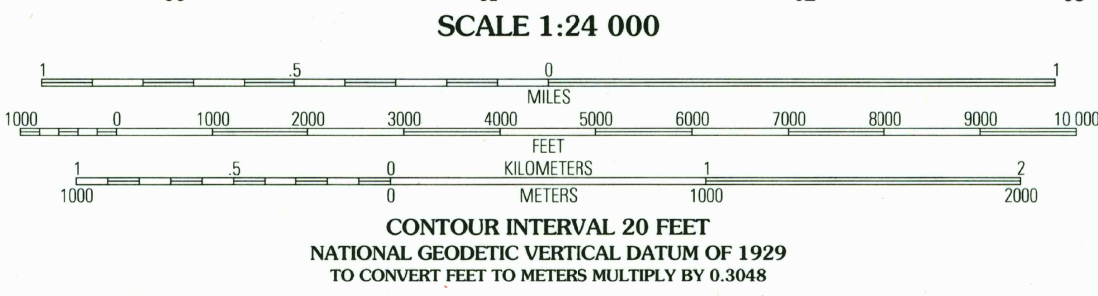 SCALE 1:24 000
1 .5 0 1
MILES
1000 0 1000 2000 3000 4000 5000 6000 7000 8000 9000 10 000
FEET
1 .5 0 KILOMETERS 1 2
1000 0 METERS 1000 2000
CONTOUR INTERVAL 20 FEET
NATIONAL GEODETIC VERTICAL DATUM OF 1929
TO CONVERT FEET TO METERS MULTIPLY BY 0.3048